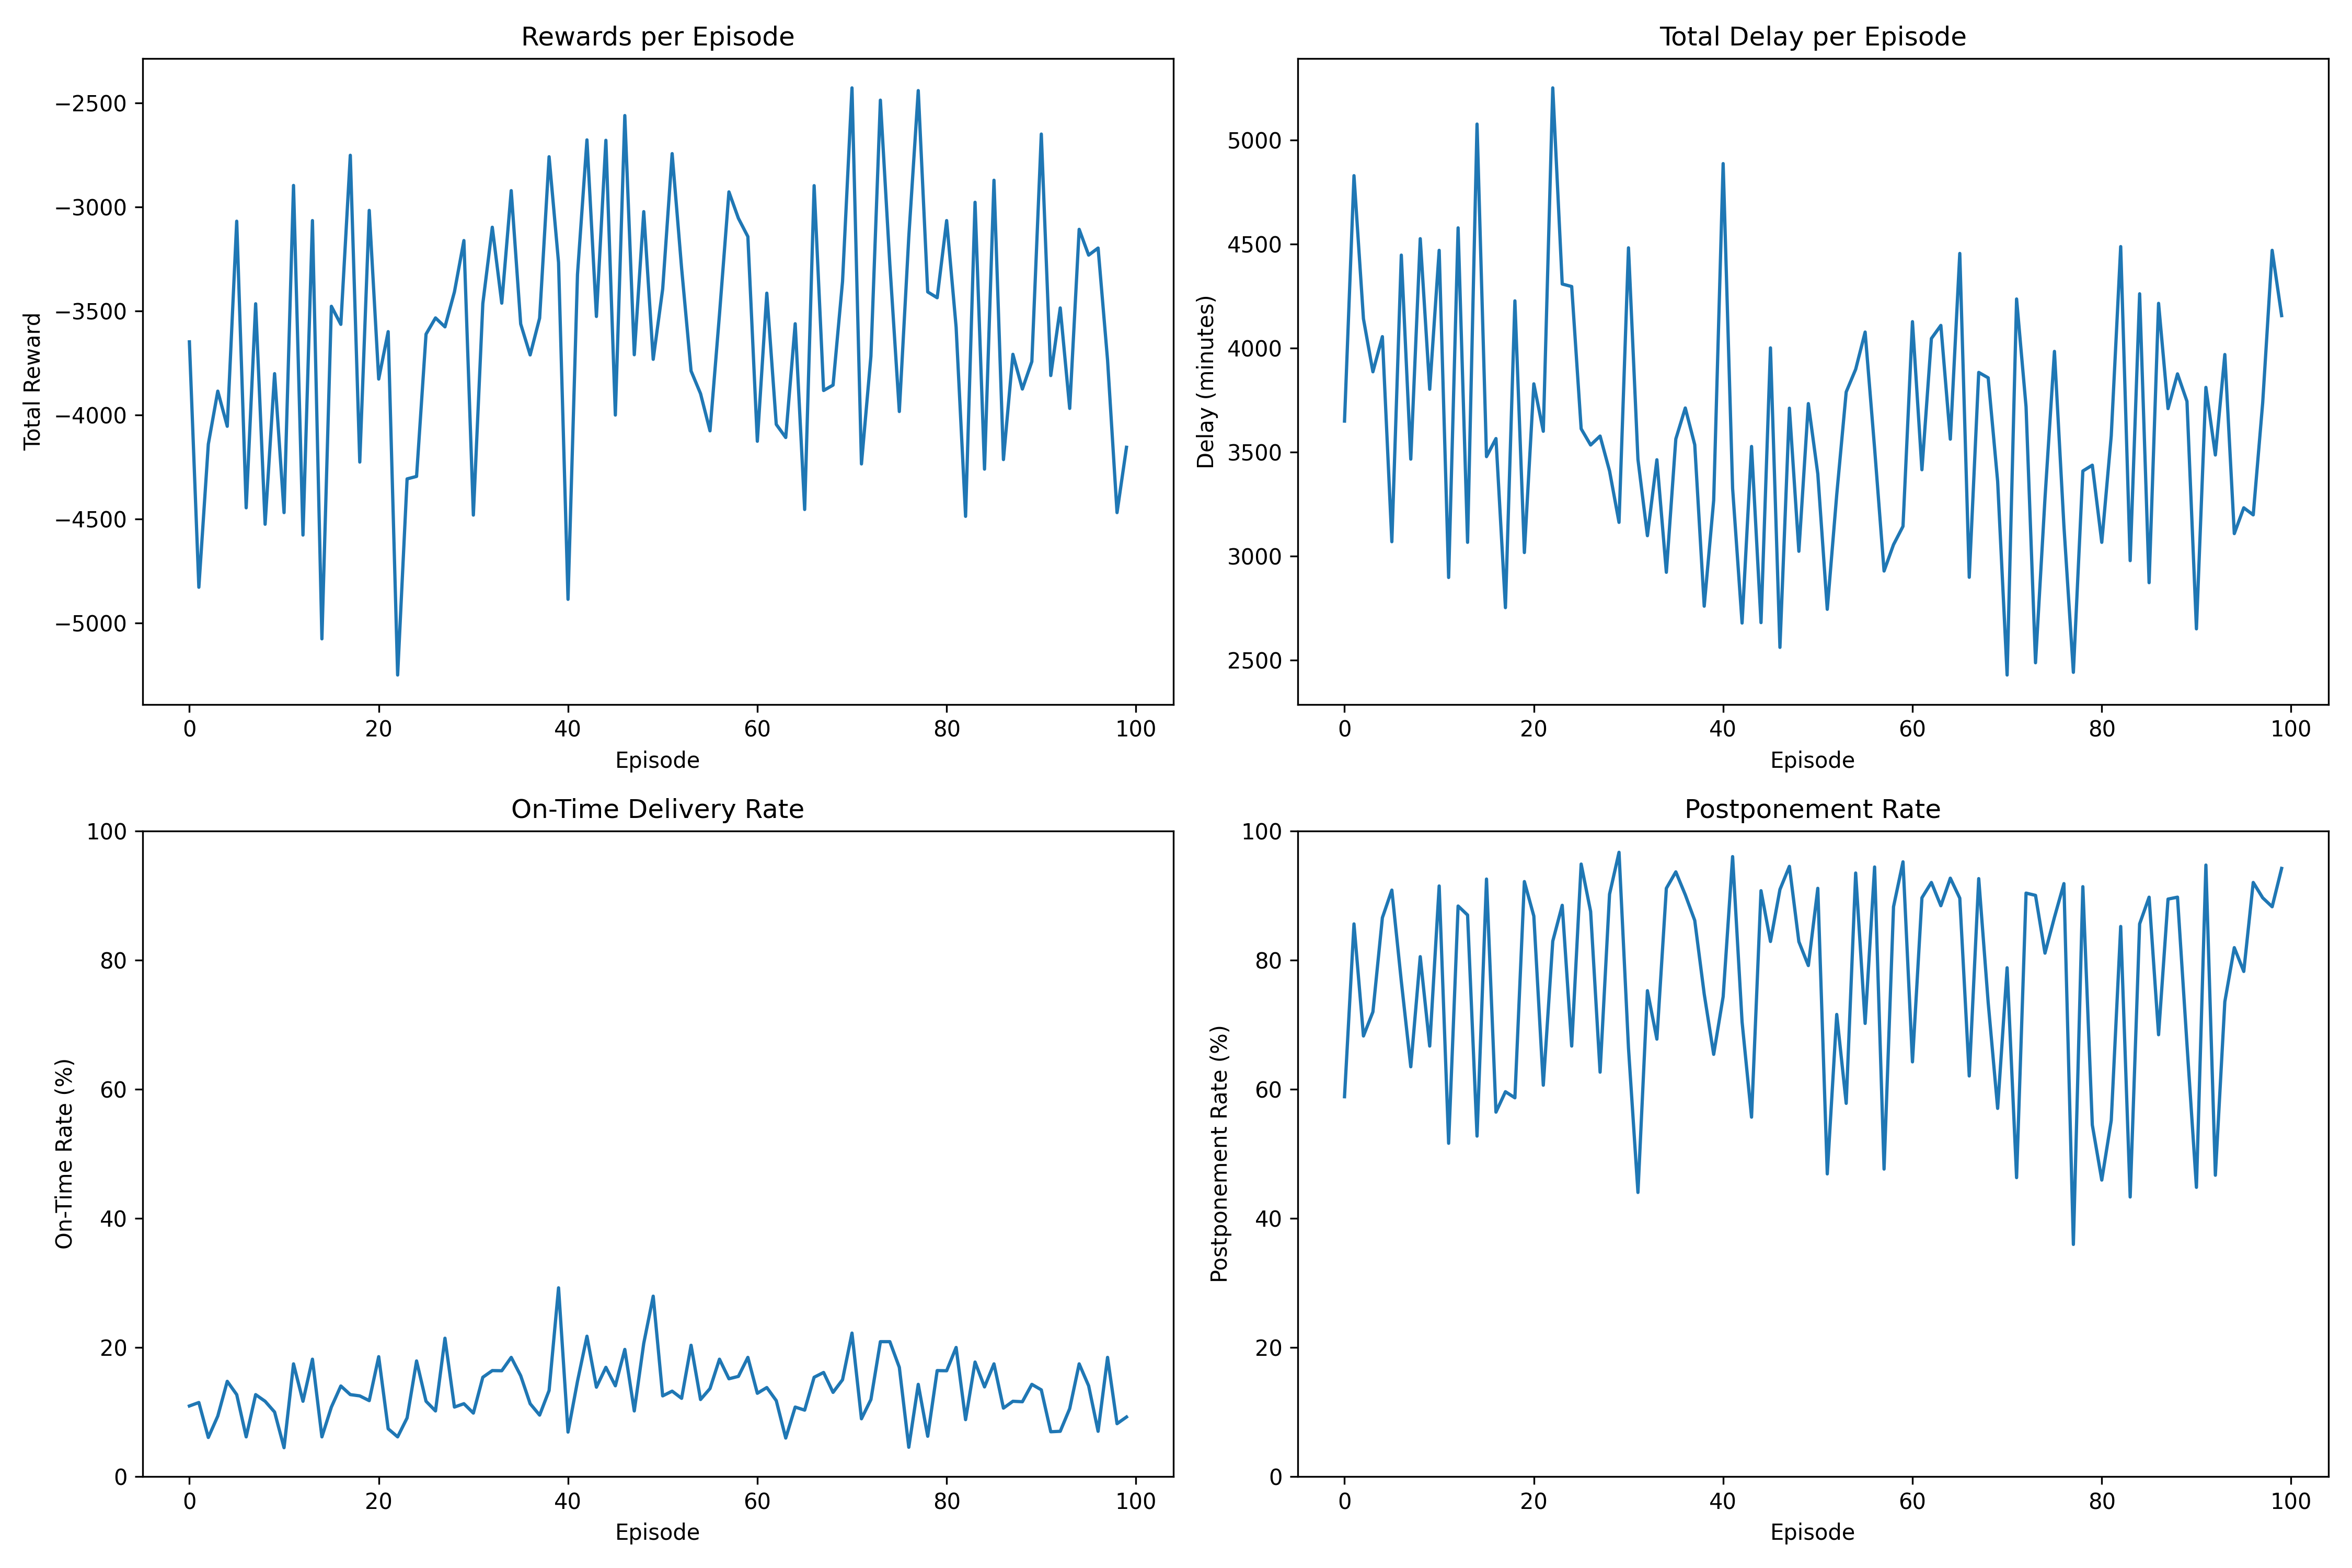 Rewards per Episode
Total Reward
−2500
−3000
−3500
−4000
−4500
−5000
0 20 40 60 80 100
Episode
Total Delay per Episode
Delay (minutes)
5000
4500
4000
3500
3000
2500
0 20 40 60 80 100
Episode
On-Time Delivery Rate
On-Time Rate (%)
100
80
60
40
20
0
0 20 40 60 80 100
Episode
Postponement Rate
Postponement Rate (%)
100
80
60
40
20
0
0 20 40 60 80 100
Episode